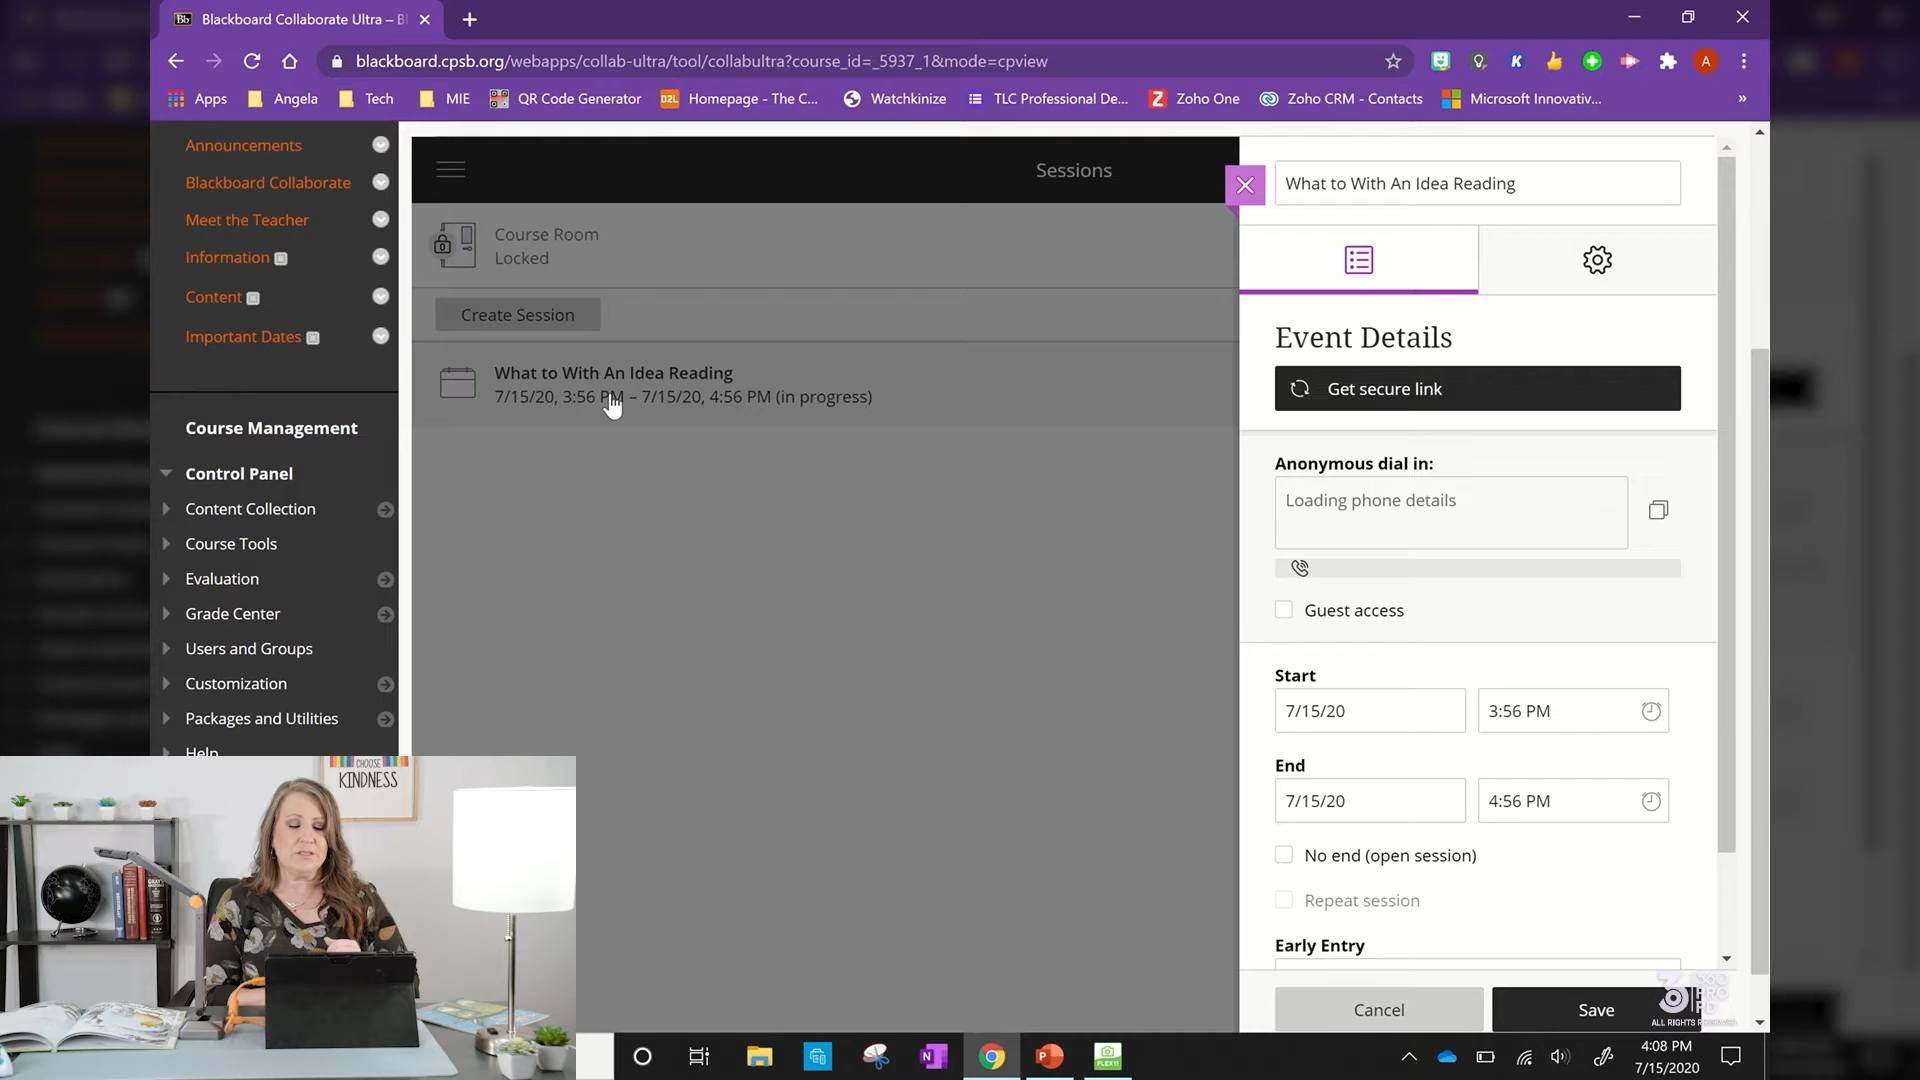 Blackboard Collaborate Ultra – Bl
blackboard.cpsb.org/webapps/collab-ultra/tool/collabultra?course_id=_5937_1&mode=cpview
A
Apps
Angela
Tech
MIE
QR Code Generator
D2L
Homepage - The C...
Watchkinize
TLC Professional De...
Zoho One
Zoho CRM - Contacts
Microsoft Innovativ...
»
Announcements
Blackboard Collaborate
Meet the Teacher
Information
Content
Important Dates
Course Management
Control Panel
Content Collection
Course Tools
Evaluation
Grade Center
Users and Groups
Customization
Packages and Utilities
Help
Sessions
Course Room
Locked
Create Session
What to With An Idea Reading
7/15/20, 3:56 PM – 7/15/20, 4:56 PM (in progress)
What to With An Idea Reading
Event Details
Get secure link
Anonymous dial in:
Loading phone details
Guest access
Start
7/15/20
3:56 PM
End
7/15/20
4:56 PM
No end (open session)
Repeat session
Early Entry
Cancel
Save
360
PRO
PD
CHOOSE
KINDNESS
4:08 PM
7/15/2020